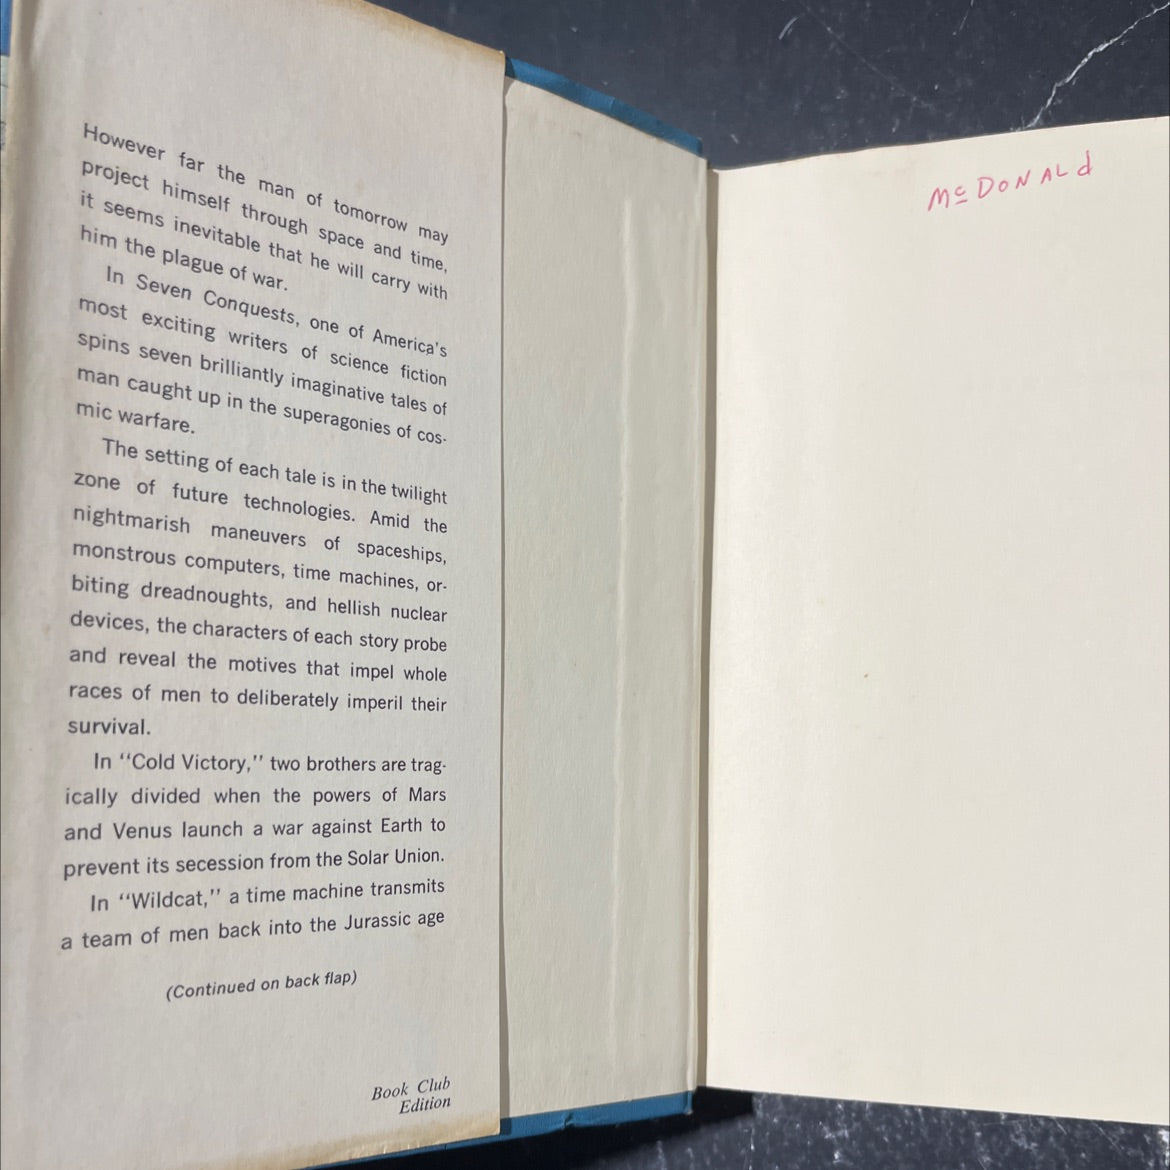 However far the man of tomorrow may
project himself through space and time,
it seems inevitable that he will carry with
him the plague of war.
In Seven Conquests, one of America's
most exciting writers of science fiction
spins seven brilliantly imaginative tales of
man caught up in the superagonies of cos-
mic warfare.
The setting of each tale is in the twilight
zone of future technologies. Amid the
nightmarish maneuvers of spaceships,
monstrous computers, time machines, or-
biting dreadnoughts, and hellish nuclear
devices, the characters of each story probe
and reveal the motives that impel whole
races of men to deliberately imperil their
survival.
In "Cold Victory," two brothers are trag-
ically divided when the powers of Mars
and Venus launch a war against Earth to
prevent its secession from the Solar Union.
In "Wildcat," a time machine transmits
a team of men back into the Jurassic age
(Continued on back flap)
Book Club
Edition
McDONALd